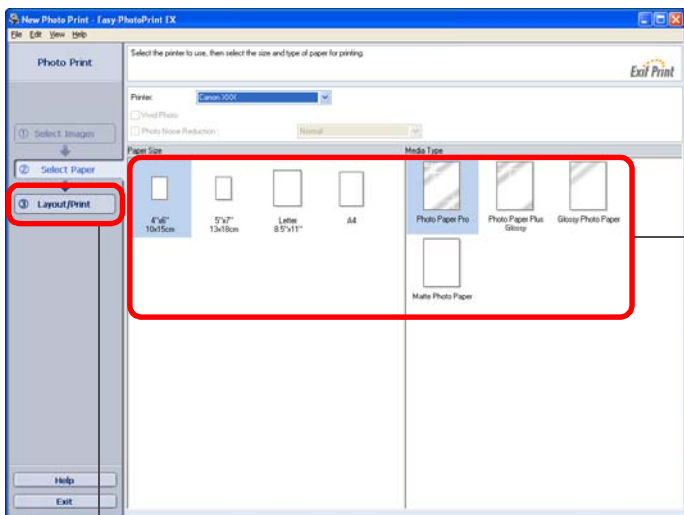 New Photo Print - Easy-PhotoPrint EX
File Edit View Help
Photo Print
Select the printer to use, then select the size and type of paper for printing.
Exif Print
Printer:
Canon XXX
Vivid Photo
Photo Noise Reduction :
Normal
① Select Images
② Select Paper
③ Layout/Print
Paper Size
4"x6"
10x15cm
5"x7"
13x18cm
Letter
8.5"x11"
A4
Media Type
Photo Paper Pro
Photo Paper Plus
Glossy
Glossy Photo Paper
Matte Photo Paper
Help
Exit